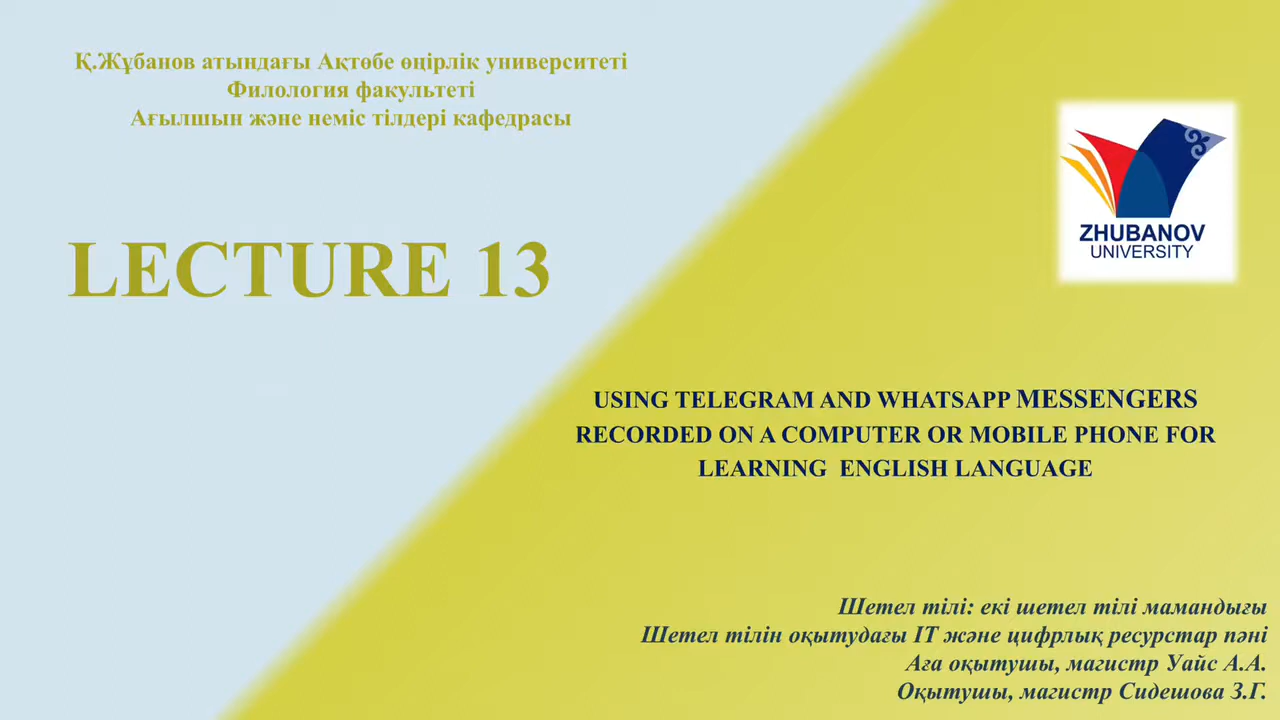 Қ.Жұбанов атындағы Ақтөбе өңірлік университеті
Филология факультеті
Ағылшын және неміс тілдері кафедрасы
LECTURE 13
ZHUBANOV
UNIVERSITY
USING TELEGRAM AND WHATSAPP MESSENGERS
RECORDED ON A COMPUTER OR MOBILE PHONE FOR
LEARNING ENGLISH LANGUAGE
Шетел тілі: екі шетел тілі мамандығы
Шетел тілін оқытудағы IT және цифрлық ресурстар пәні
Аға оқытушы, магистр Уайс А.А.
Оқытушы, магистр Сидешова З.Г.